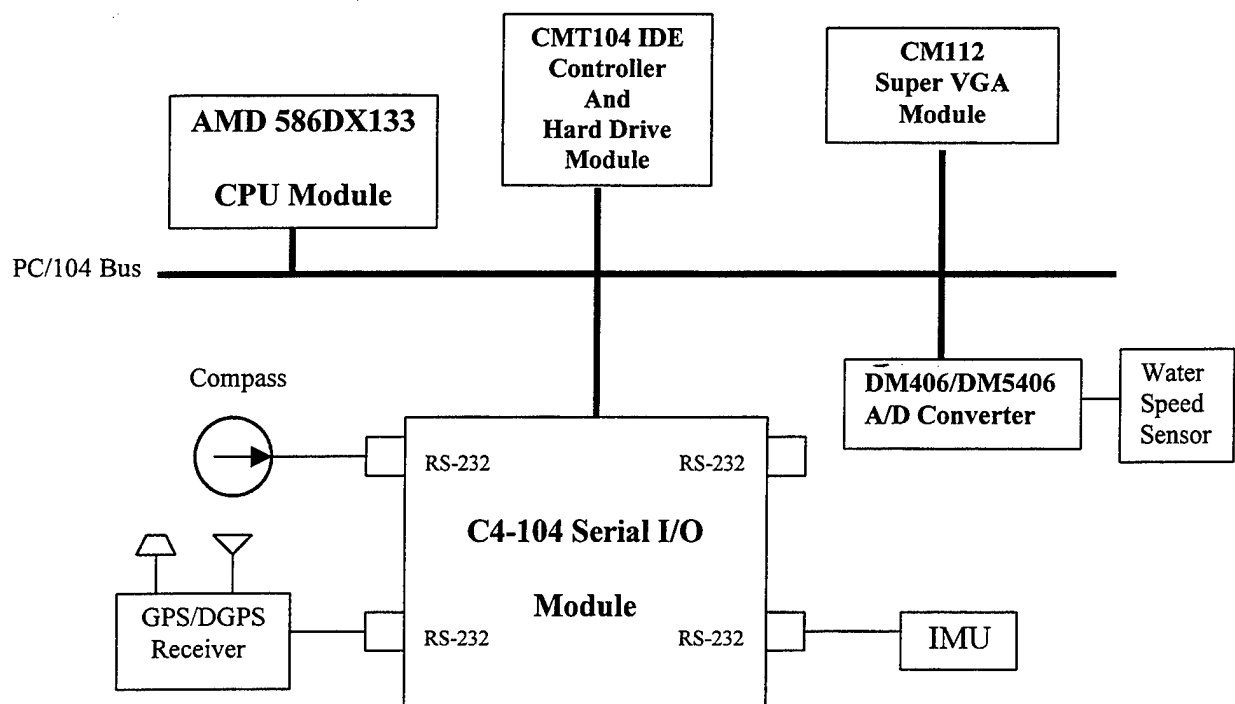 CMT104 IDE
Controller
And
Hard Drive
Module
CM112
Super VGA
Module
AMD 586DX133
CPU Module
PC/104 Bus
Compass
DM406/DM5406
A/D Converter
Water
Speed
Sensor
RS-232
RS-232
C4-104 Serial I/O
Module
GPS/DGPS
Receiver
RS-232
RS-232
IMU